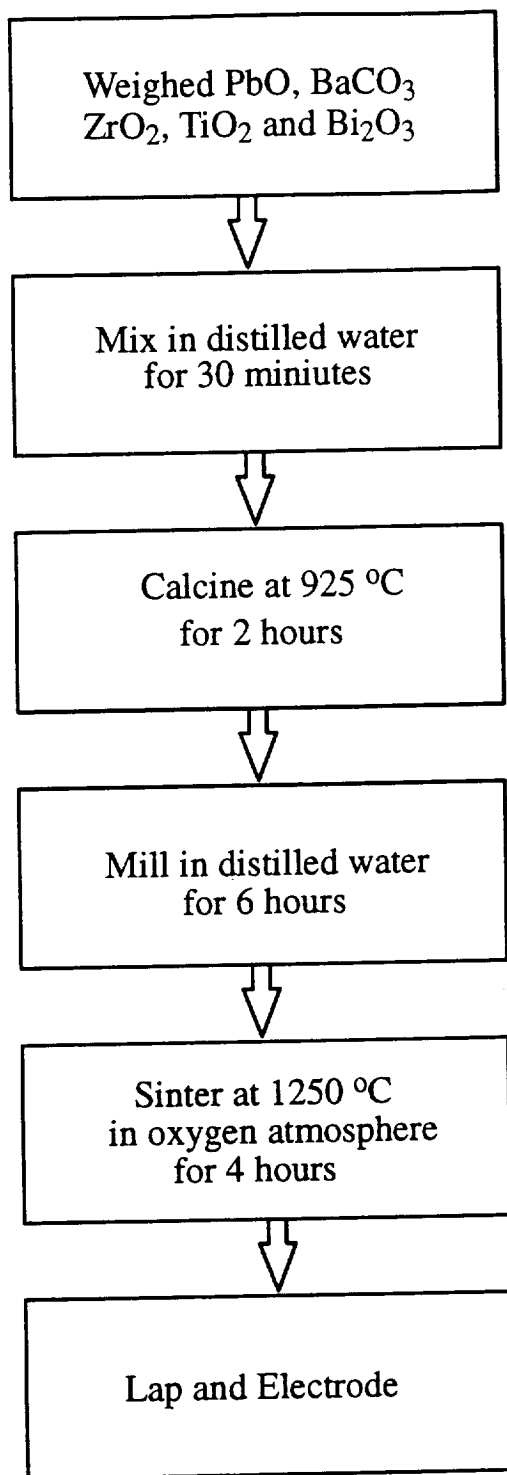 Weighed PbO, BaCO₃
ZrO₂, TiO₂ and Bi₂O₃
Mix in distilled water
for 30 miniutes
Calcine at 925 ºC
for 2 hours
Mill in distilled water
for 6 hours
Sinter at 1250 ºC
in oxygen atmosphere
for 4 hours
Lap and Electrode